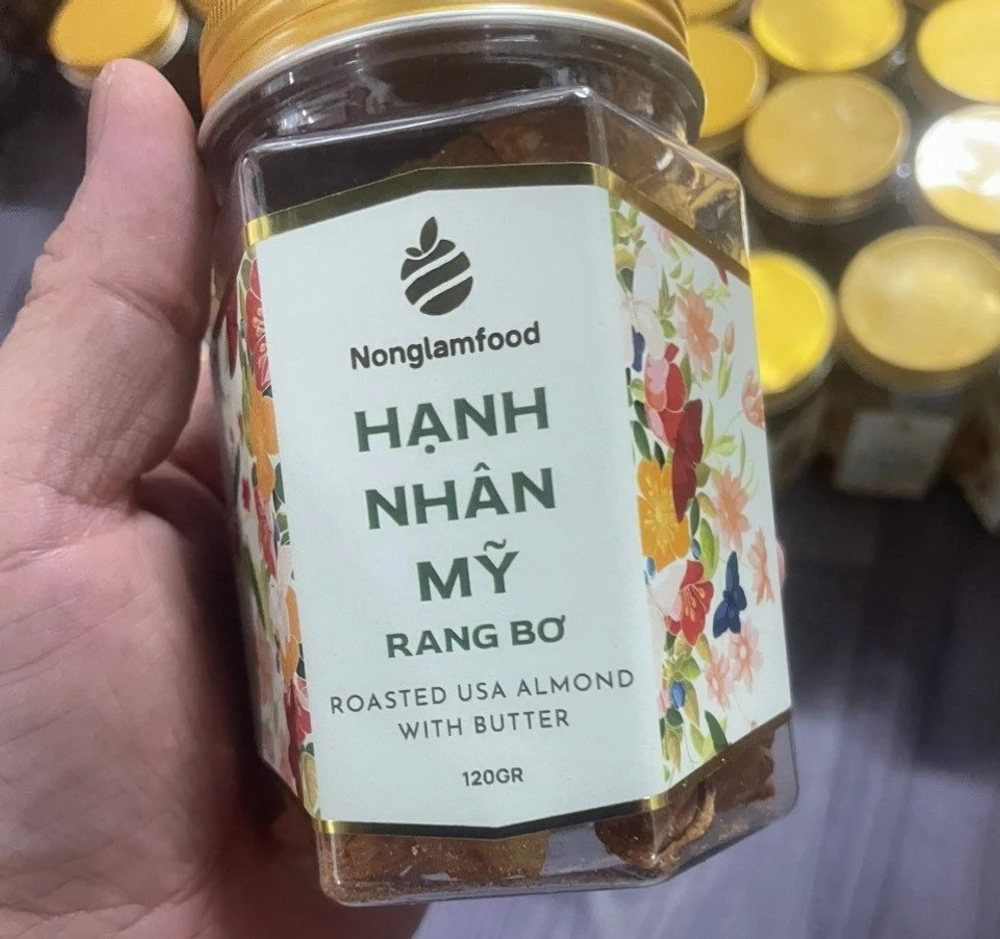 Nonglamfood
HẠNH
NHÂN
MỸ
RANG BƠ
ROASTED USA ALMOND
WITH BUTTER
120GR